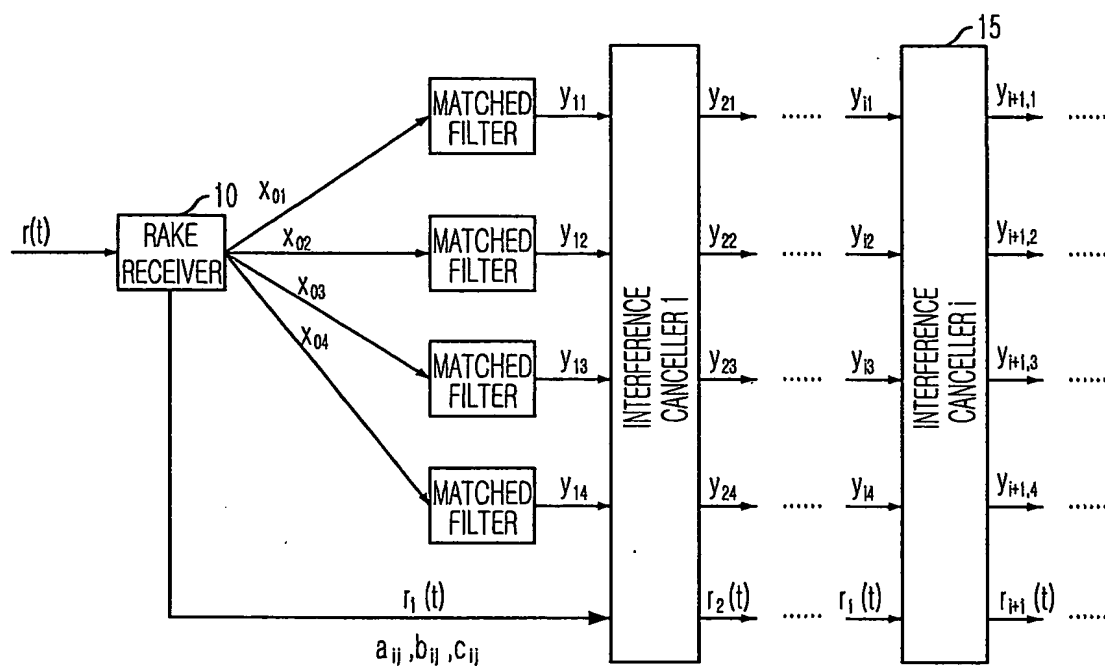 15
MATCHED FILTER y₁₁ y₂₁ ...... yᵢ₁ yᵢ₊₁,₁ ......
10
x₀₁
r(t) RAKE RECEIVER
x₀₂ MATCHED FILTER y₁₂ y₂₂ ...... yᵢ₂ yᵢ₊₁,₂ ......
x₀₃
x₀₄
INTERFERENCE CANCELLER 1
INTERFERENCE CANCELLER i
MATCHED FILTER y₁₃ y₂₃ ...... yᵢ₃ yᵢ₊₁,₃ ......
MATCHED FILTER y₁₄ y₂₄ ...... yᵢ₄ yᵢ₊₁,₄ ......
r₁(t) r₂(t) ...... rᵢ(t) rᵢ₊₁(t) ......
aᵢⱼ,bᵢⱼ,cᵢⱼ